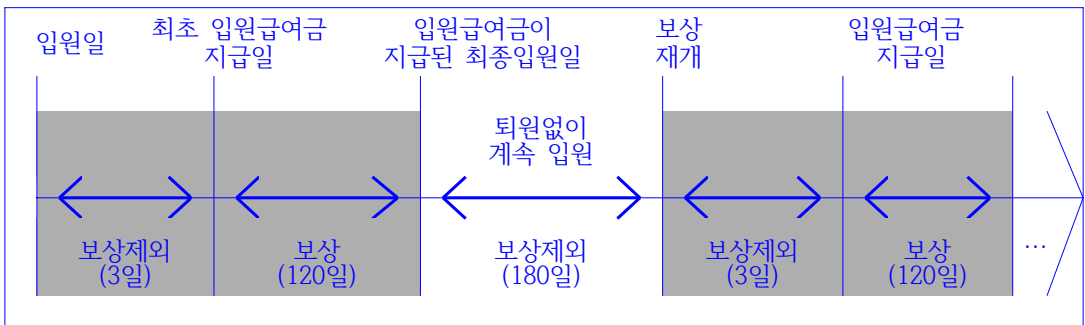 입원일
최초 입원급여금
지급일
입원급여금이
지급된 최종입원일
보상
재개
입원급여금
지급일
퇴원없이
계속 입원
보상제외
(3일)
보상
(120일)
보상제외
(180일)
보상제외
(3일)
보상
(120일)
…